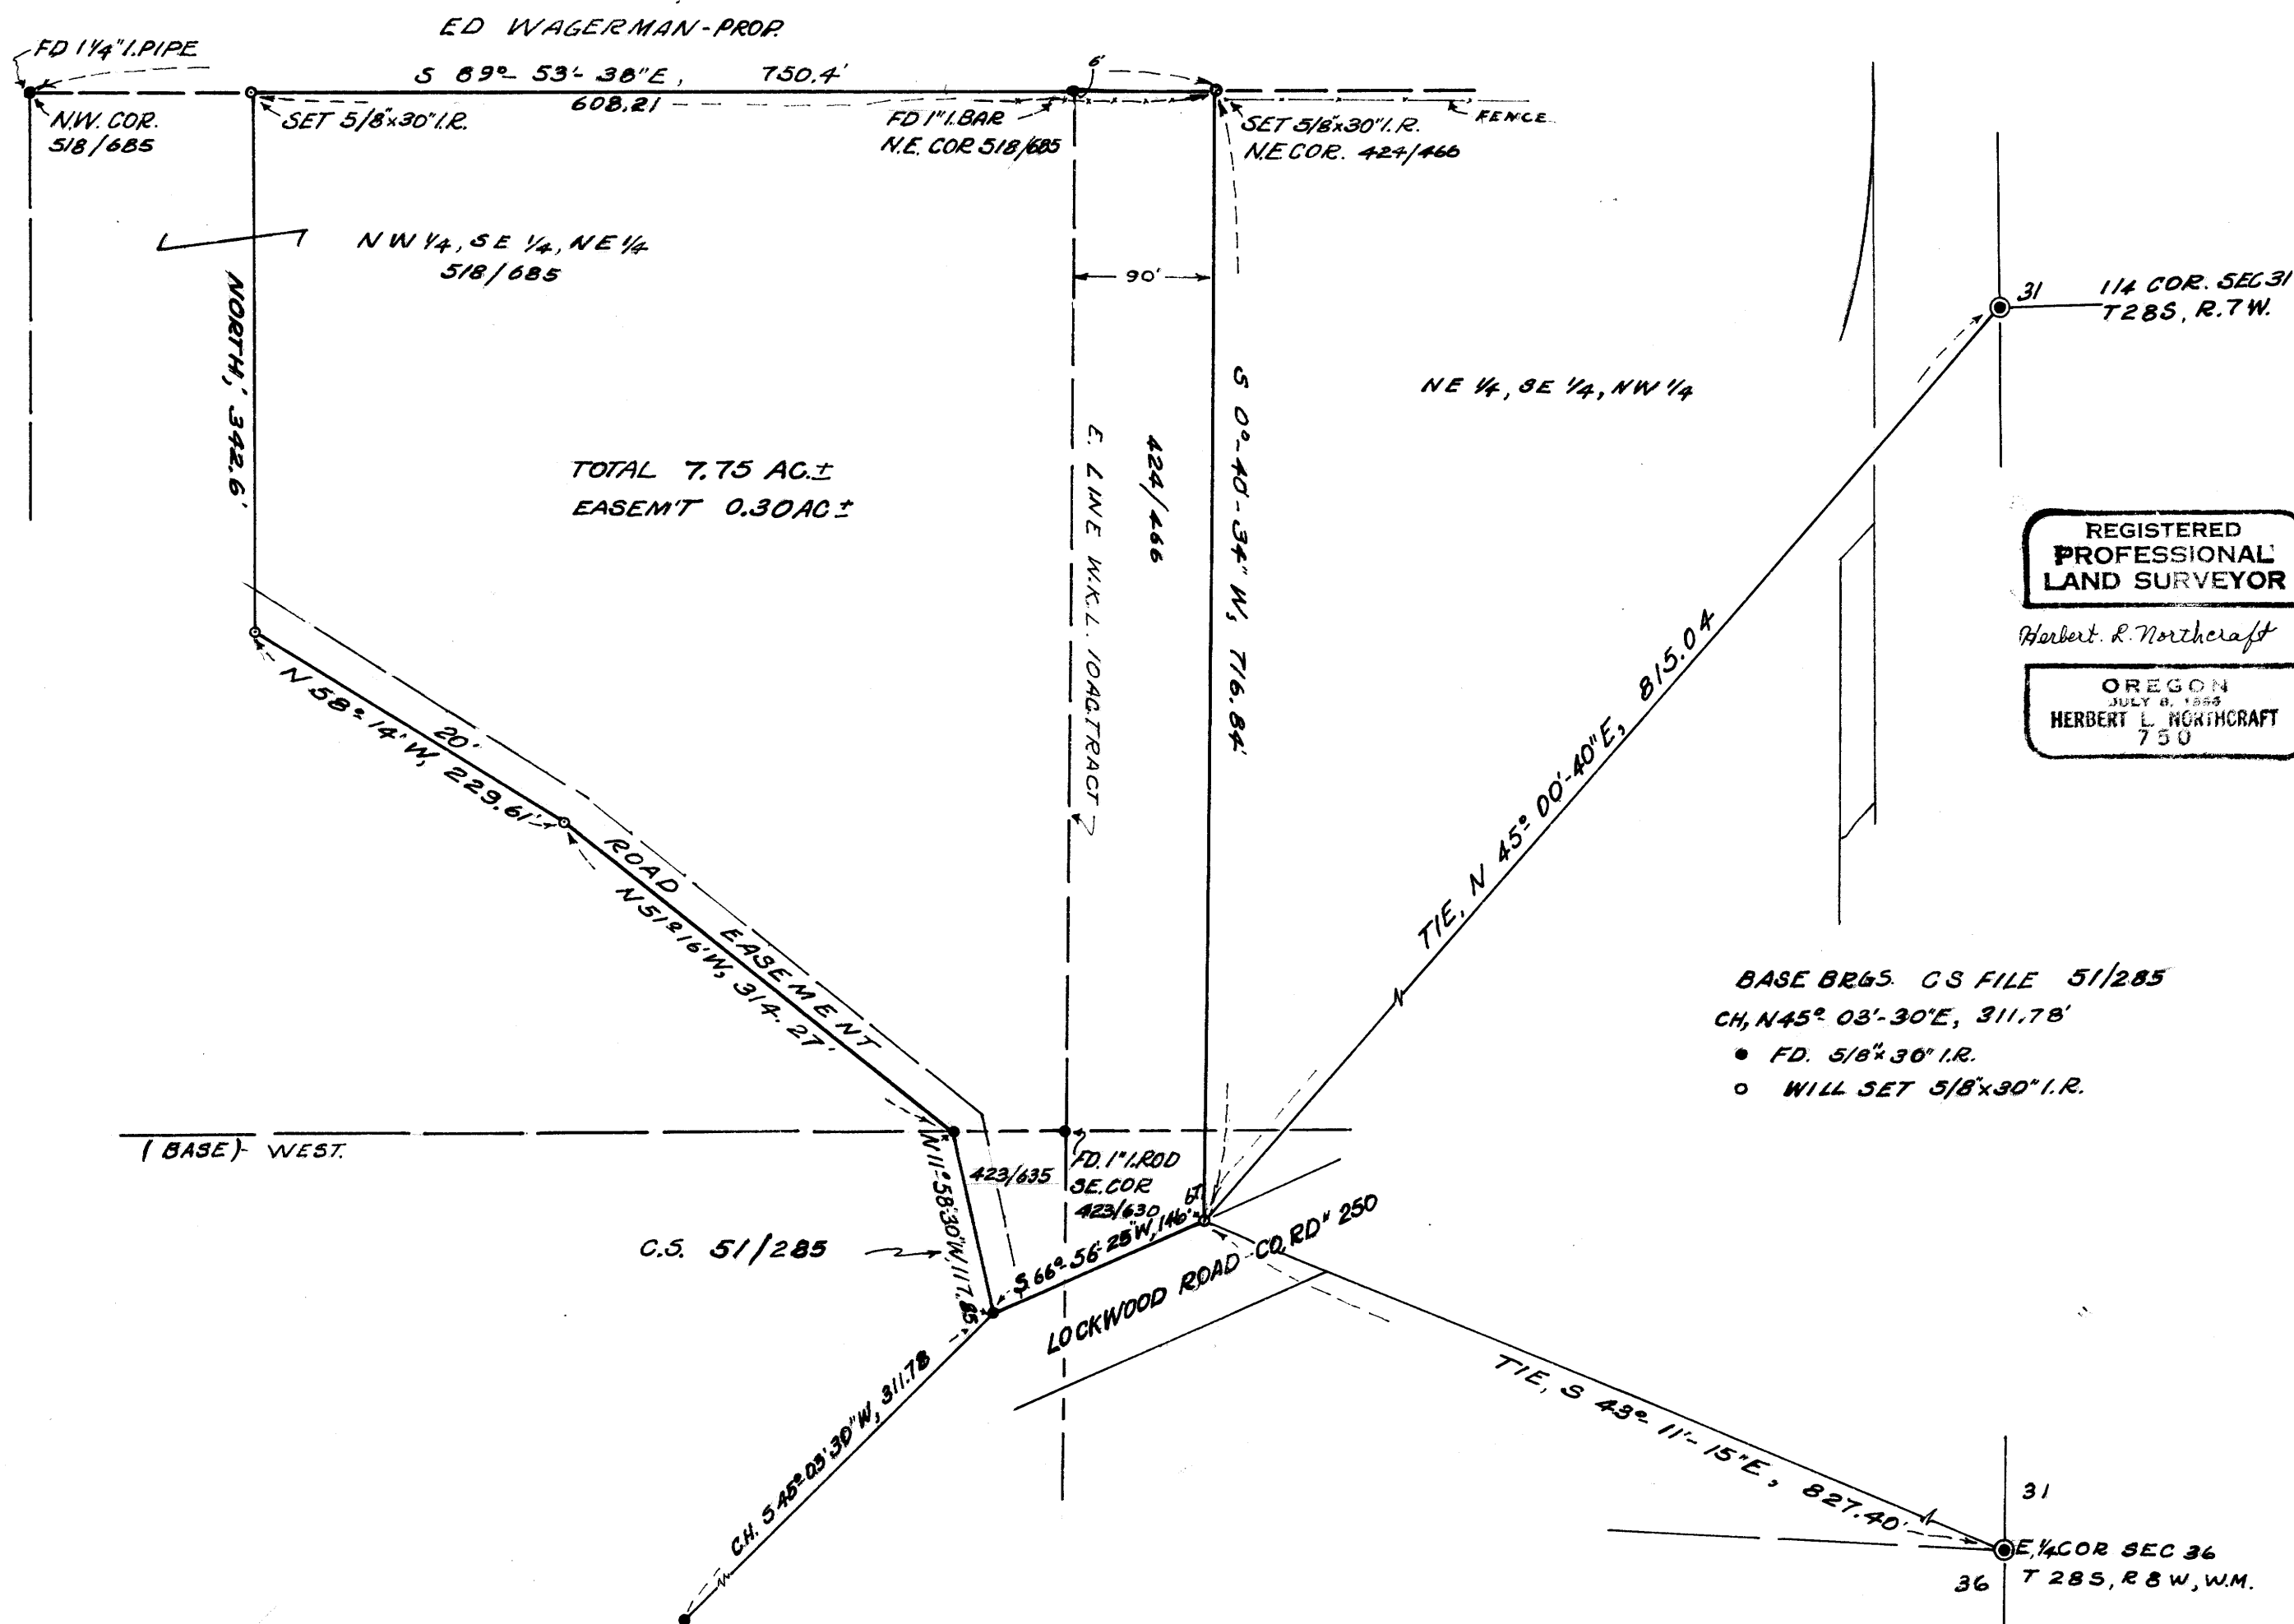 ED WAGERMAN-PROP.
FD 1¼" I.PIPE
S 89°- 53'- 38"E, 750.4'
608.21
6'
N.W. COR.
518/685
SET 5/8"x30" I.R.
FD 1" I.BAR
N.E. COR 518/685
SET 5/8"x30" I.R.
N.E COR. 424/466
FENCE
NW ¼, SE ¼, NE ¼
518/685
90'
31
1/4 COR. SEC 31
T 28S, R. 7 W.
NORTH, 342.6'
NE ¼, SE ¼, NW ¼
TOTAL 7.75 AC.±
EASEM'T 0.30 AC ±
E. LINE W.K.L. 10AC.TRACT
424/466
S 0°-40-34" W, 716.84'
REGISTERED
PROFESSIONAL
LAND SURVEYOR
Herbert. L. Northcraft
OREGON
HERBERT L. NORTHCRAFT
750
N 58° 14' W, 229.61'
20'
ROAD EASEMENT
N 51° 16' W, 314.27'
TIE, N 45° 00'-40"E, 815.04
BASE BRGS. CS FILE 51/285
CH, N45° 03'-30"E, 311.78'
FD. 5/8"x30" I.R.
WILL SET 5/8"x30" I.R.
(BASE)- WEST.
N11°58'30"W, 117.85
423/635
FD. 1" I.ROD
SE.COR
423/630
C.S. 51/285
S 66°-56'-25"W, 146'
LOCKWOOD ROAD CO, RD" 250
CH. S 45°-03'30"W, 311.78
TIE, S 43°- 11'- 15"E, 827.40'
31
E,¼COR SEC 36
36
T 28S, R 8 W, W.M.